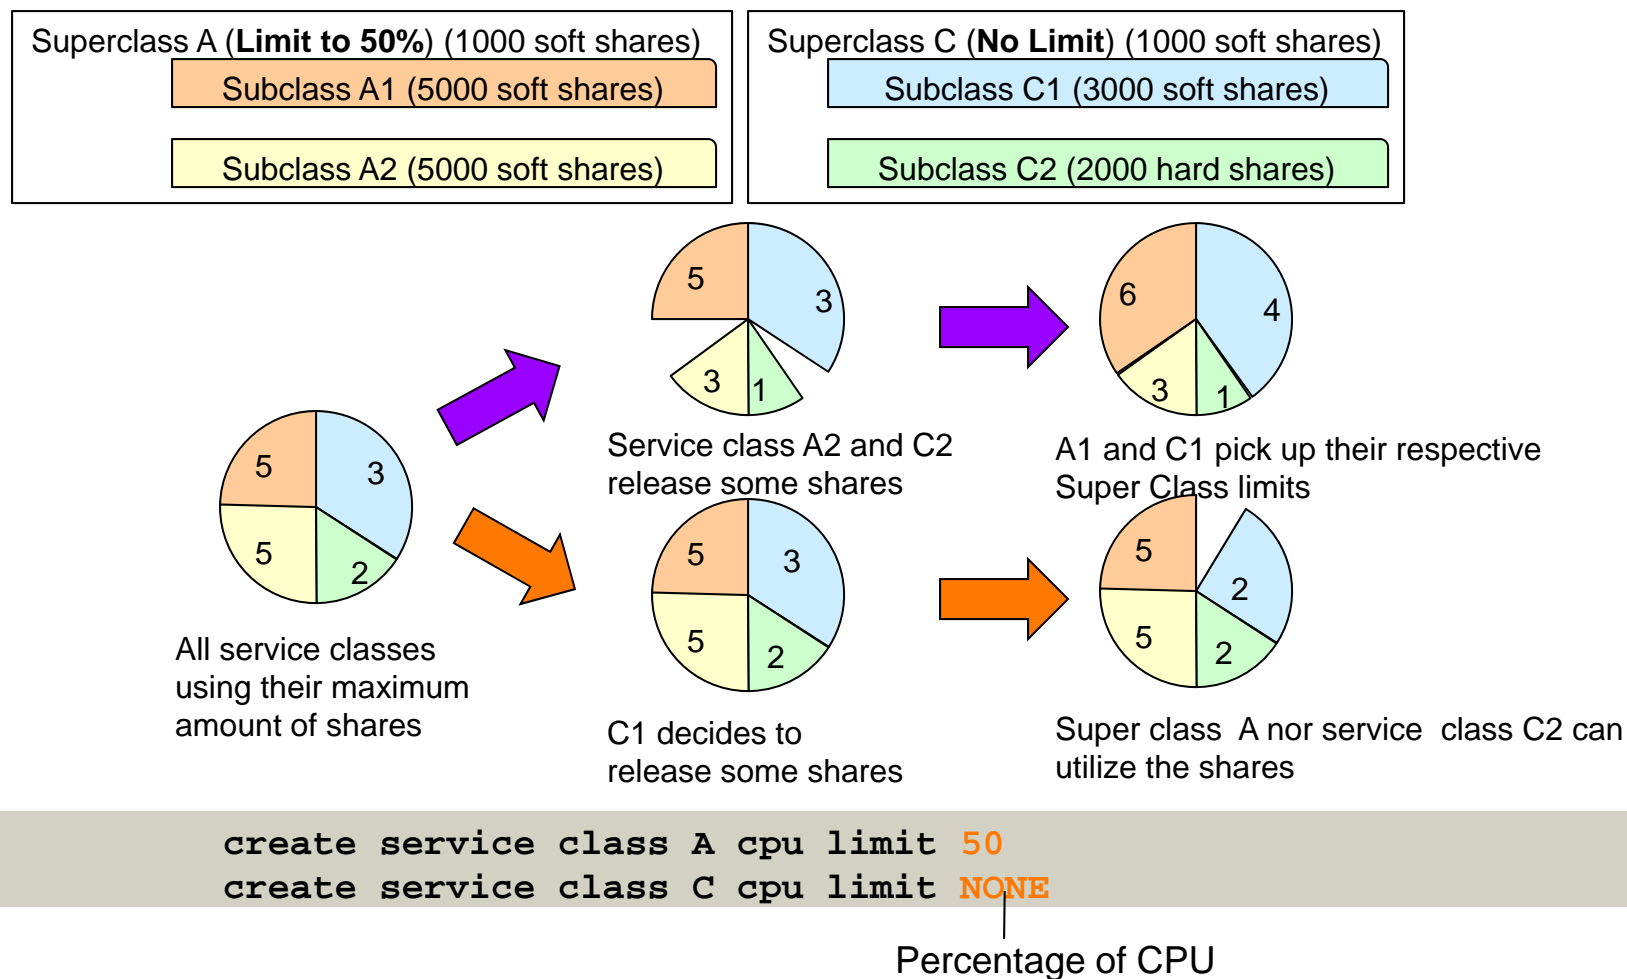 Superclass A (Limit to 50%) (1000 soft shares)
Subclass A1 (5000 soft shares)
Subclass A2 (5000 soft shares)
Superclass C (No Limit) (1000 soft shares)
Subclass C1 (3000 soft shares)
Subclass C2 (2000 hard shares)
5
3
5
2
All service classes
using their maximum
amount of shares
5
3
3
1
Service class A2 and C2
release some shares
6
4
3
1
A1 and C1 pick up their respective
Super Class limits
5
3
5
2
C1 decides to
release some shares
5
2
5
2
Super class A nor service class C2 can
utilize the shares
create service class A cpu limit 50
create service class C cpu limit NONE
Percentage of CPU